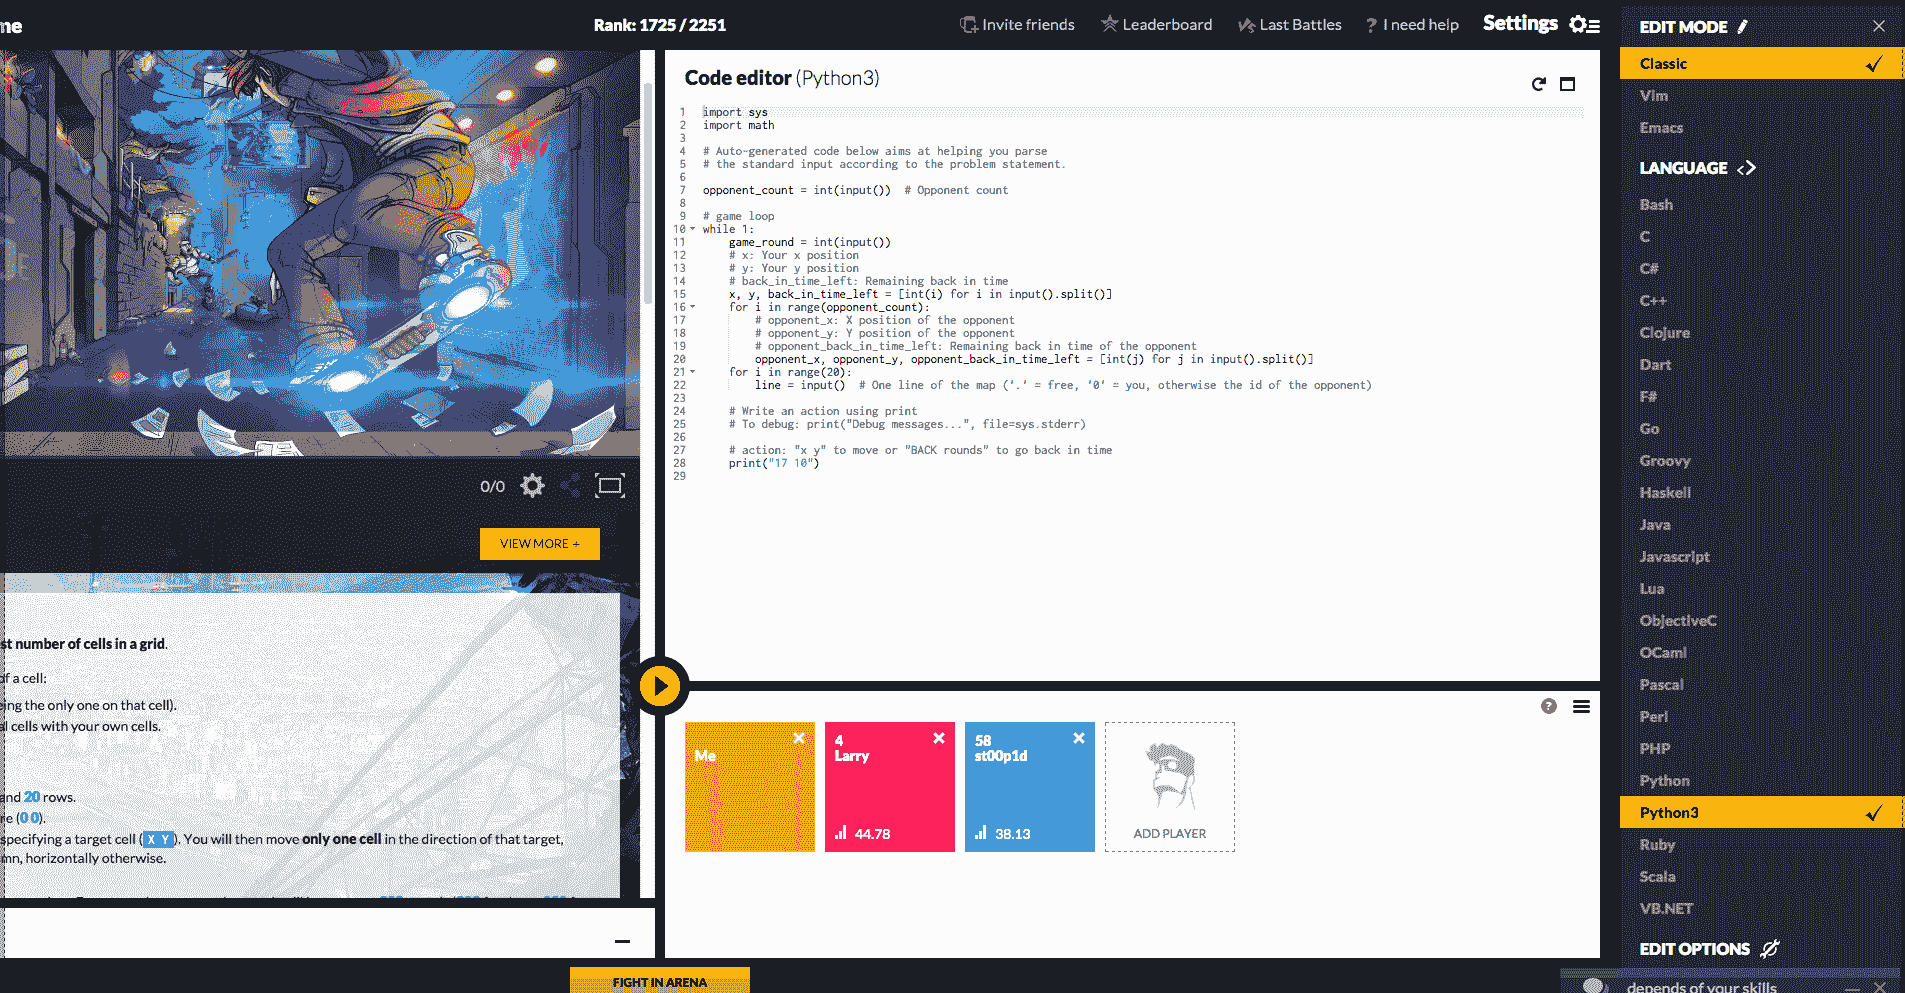 me
Rank: 1725 / 2251
Invite friends
Leaderboard
Last Battles
? I need help
Settings
0/0
VIEW MORE +
st number of cells in a grid.
of a cell:
ing the only one on that cell).
al cells with your own cells.
and 20 rows.
re (0 0).
specifying a target cell ( X Y ). You will then move only one cell in the direction of that target,
mn, horizontally otherwise.
FIGHT IN ARENA
Code editor (Python3)
1 import sys
2 import math
3
4 # Auto-generated code below aims at helping you parse
5 # the standard input according to the problem statement.
6
7 opponent_count = int(input())  # Opponent count
8
9 # game loop
10 while 1:
11     game_round = int(input())
12     # x: Your x position
13     # y: Your y position
14     # back_in_time_left: Remaining back in time
15     x, y, back_in_time_left = [int(i) for i in input().split()]
16     for i in range(opponent_count):
17         # opponent_x: X position of the opponent
18         # opponent_y: Y position of the opponent
19         # opponent_back_in_time_left: Remaining back in time of the opponent
20         opponent_x, opponent_y, opponent_back_in_time_left = [int(j) for j in input().split()]
21     for i in range(20):
22         line = input()  # One line of the map ('.' = free, '0' = you, otherwise the id of the opponent)
23
24     # Write an action using print
25     # To debug: print("Debug messages...", file=sys.stderr)
26
27     # action: "x y" to move or "BACK rounds" to go back in time
28     print("17 10")
29
?
Me
4
Larry
44.78
58
st00p1d
38.13
ADD PLAYER
EDIT MODE
Classic
Vim
Emacs
LANGUAGE <>
Bash
C
C#
C++
Clojure
Dart
F#
Go
Groovy
Haskell
Java
Javascript
Lua
ObjectiveC
OCaml
Pascal
Perl
PHP
Python
Python3
Ruby
Scala
VB.NET
EDIT OPTIONS
depends of your skills